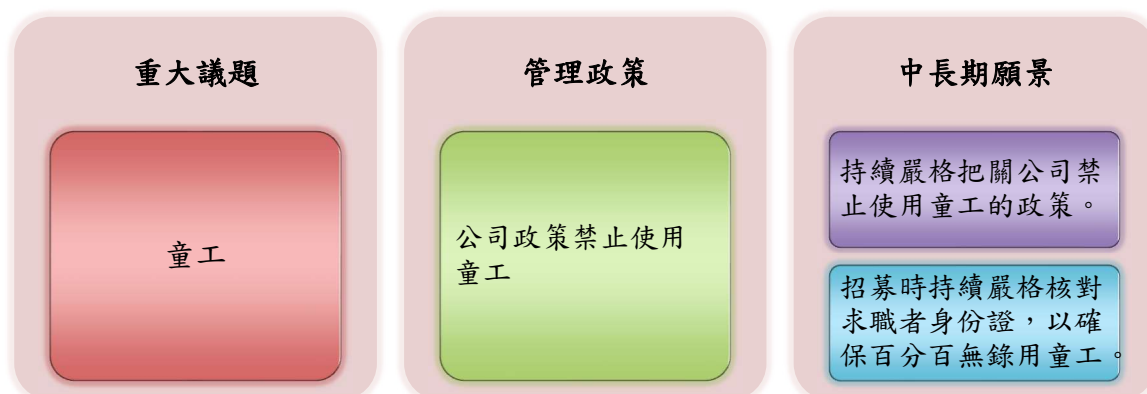 重大議題
童工
管理政策
公司政策禁止使用
童工
中長期願景
持續嚴格把關公司禁
止使用童工的政策。
招募時持續嚴格核對
求職者身份證，以確
保百分百無錄用童工。